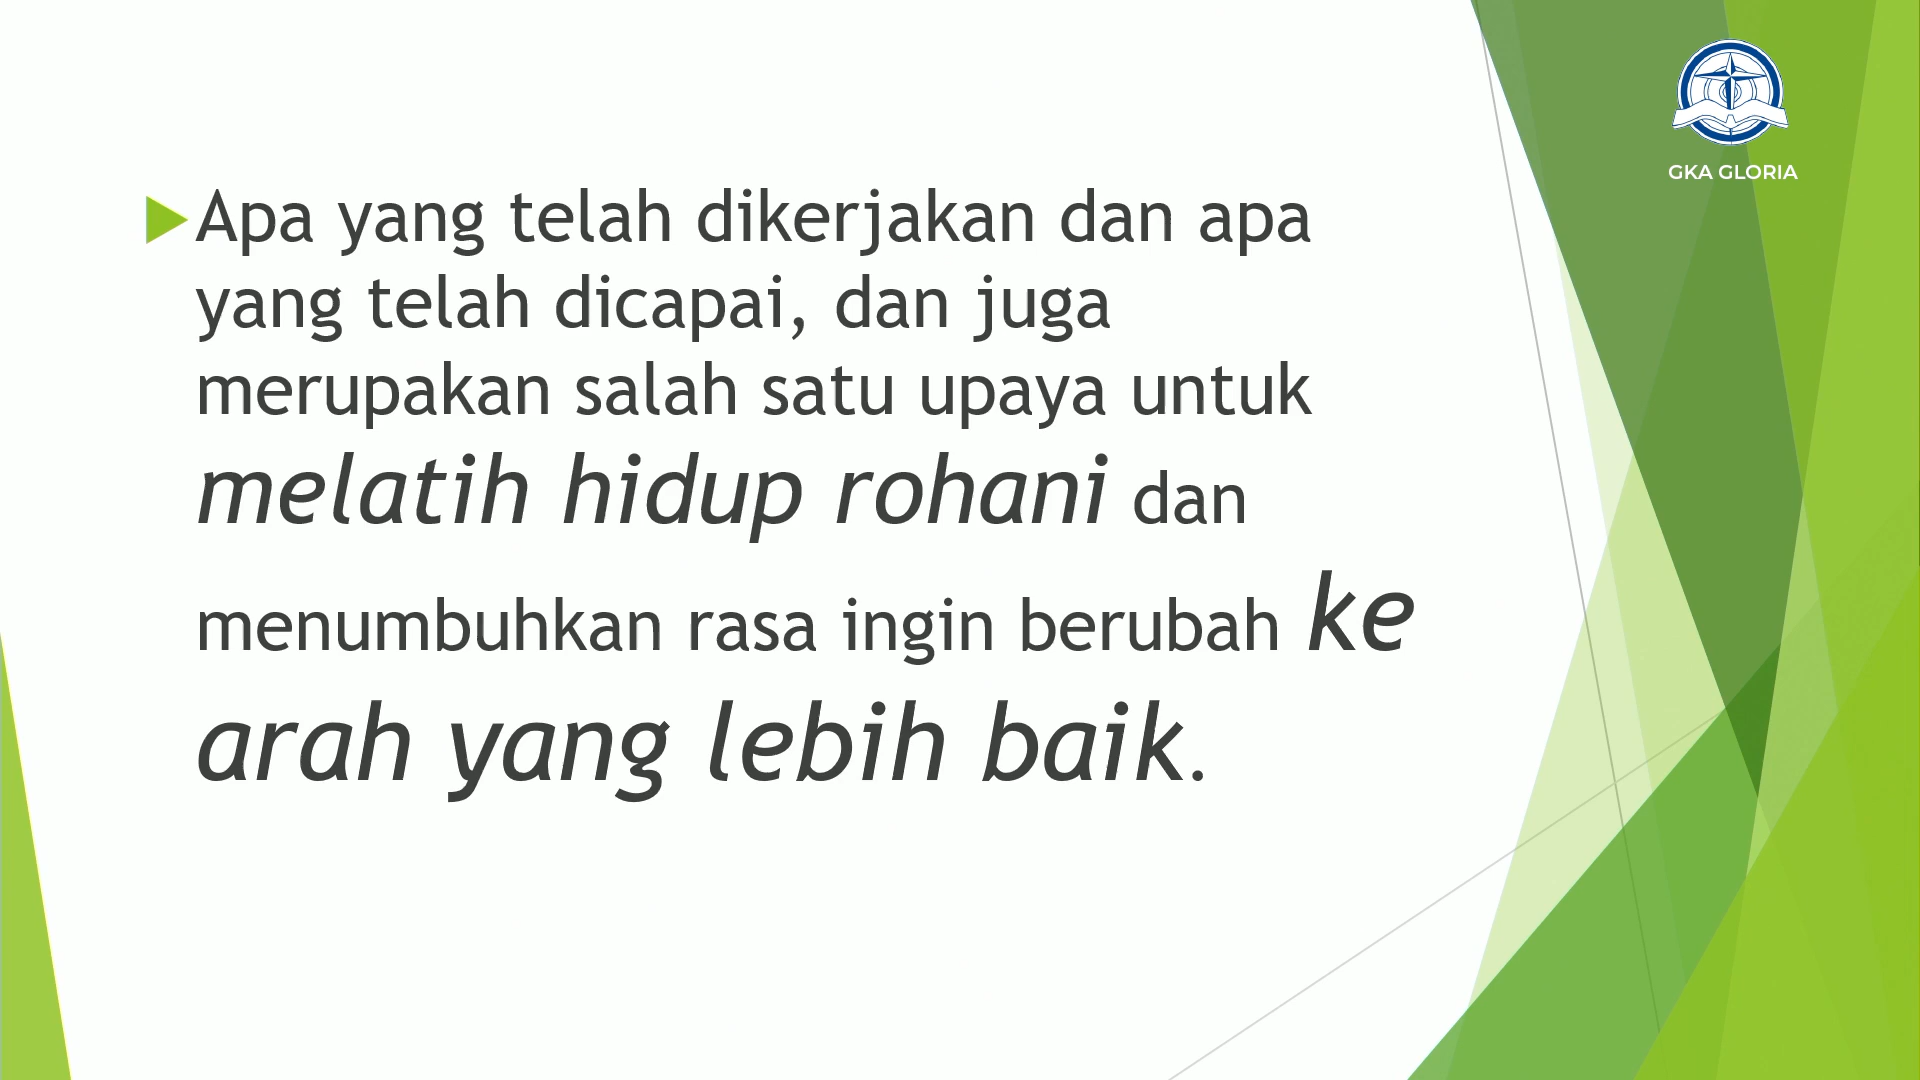 GKA GLORIA
Apa yang telah dikerjakan dan apa
yang telah dicapai, dan juga
merupakan salah satu upaya untuk
melatih hidup rohani dan
menumbuhkan rasa ingin berubah ke
arah yang lebih baik.